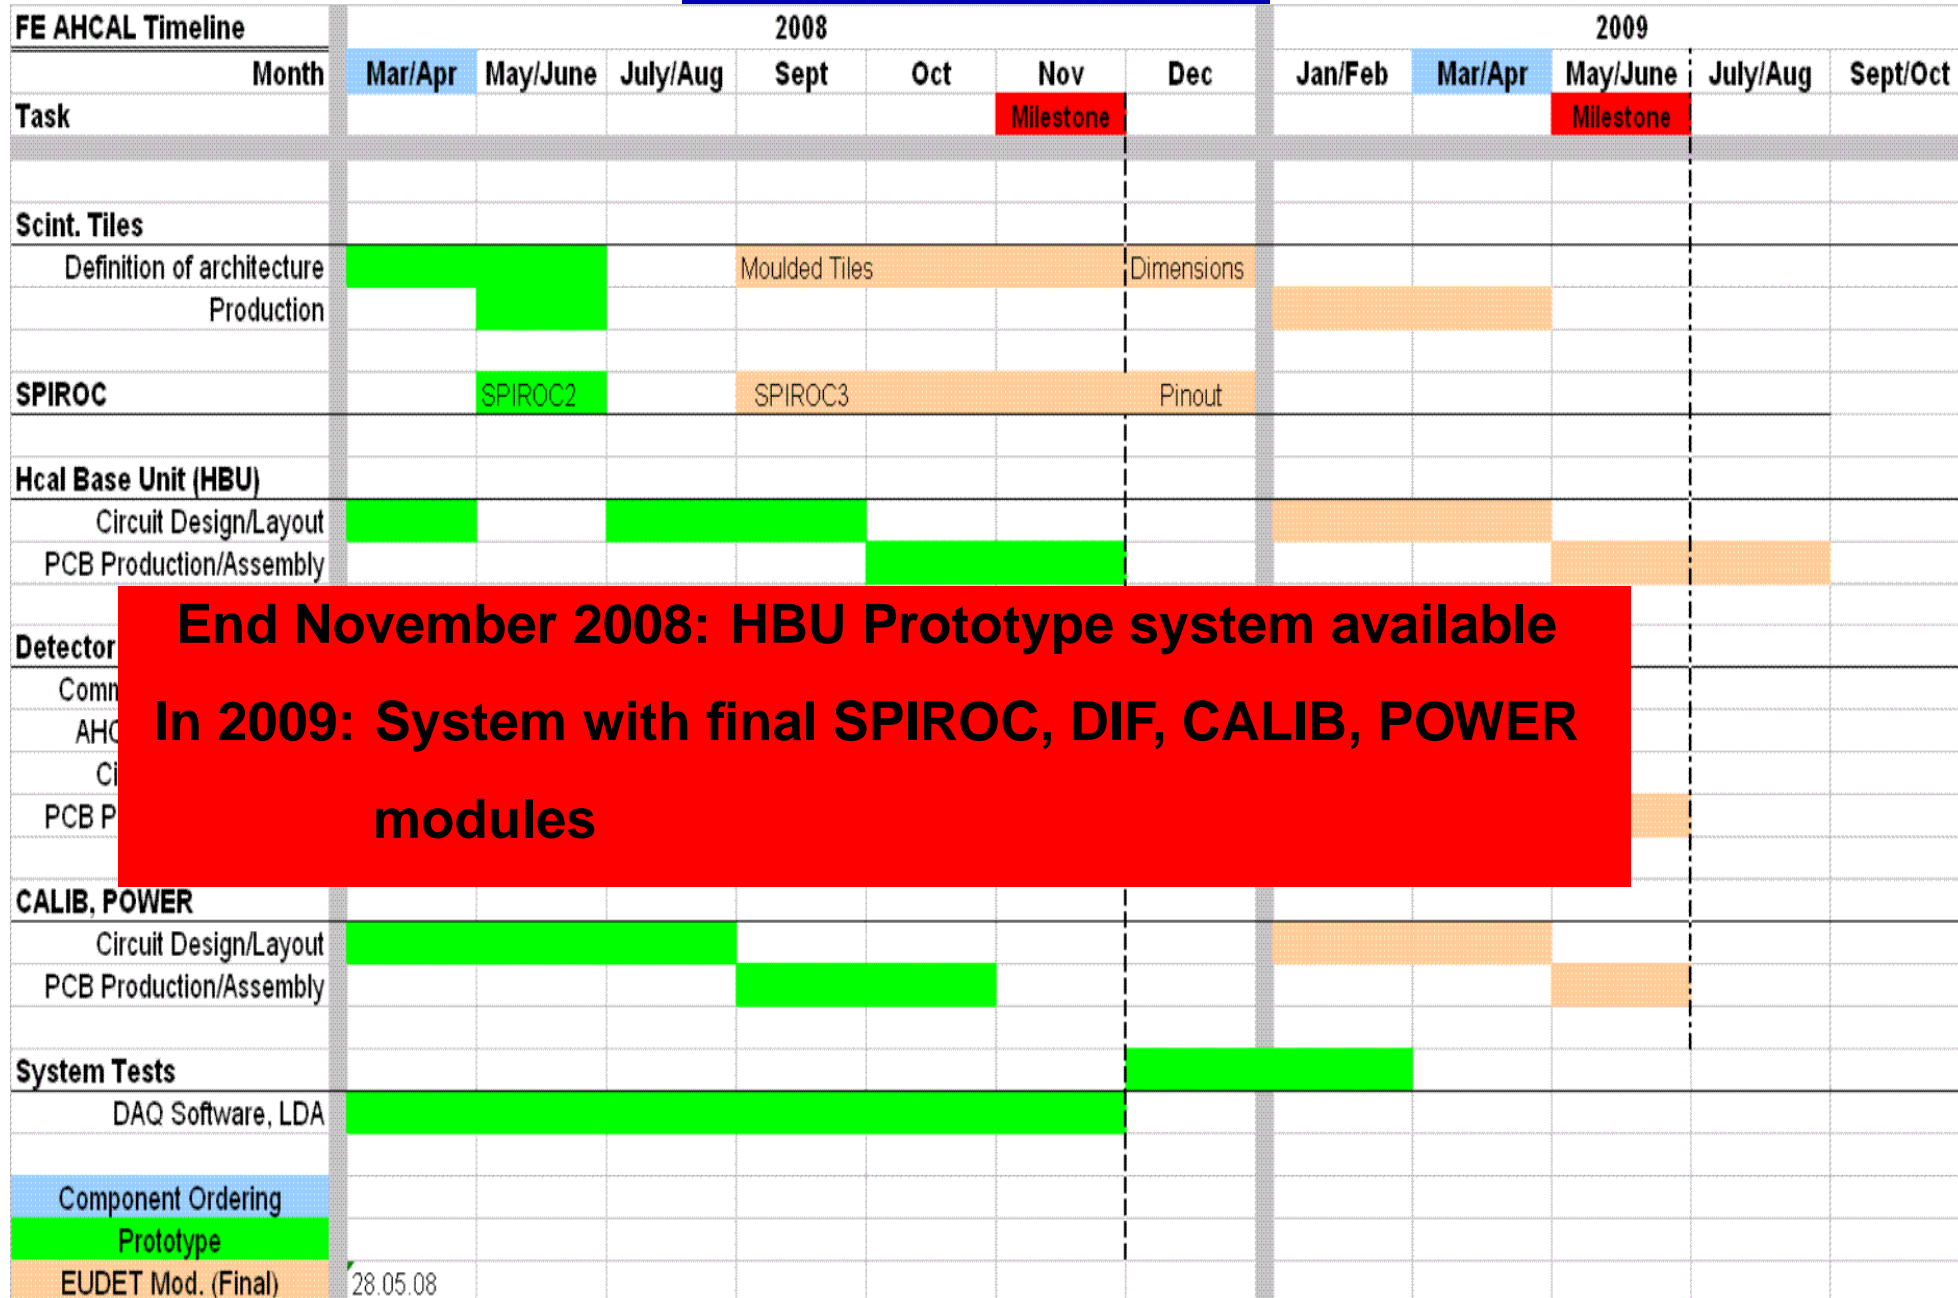 FE AHCAL Timeline 2008 2009
Month Mar/Apr May/June July/Aug Sept Oct Nov Dec Jan/Feb Mar/Apr May/June July/Aug Sept/Oct
Task Milestone Milestone
Scint. Tiles
Definition of architecture Moulded Tiles Dimensions
Production
SPIROC SPIROC2 SPIROC3 Pinout
Hcal Base Unit (HBU)
Circuit Design/Layout
PCB Production/Assembly
End November 2008: HBU Prototype system available
Detector
In 2009: System with final SPIROC, DIF, CALIB, POWER
modules
PCB P
CALIB, POWER
Circuit Design/Layout
PCB Production/Assembly
System Tests
DAQ Software, LDA
Component Ordering
Prototype
EUDET Mod. (Final) 28.05.08